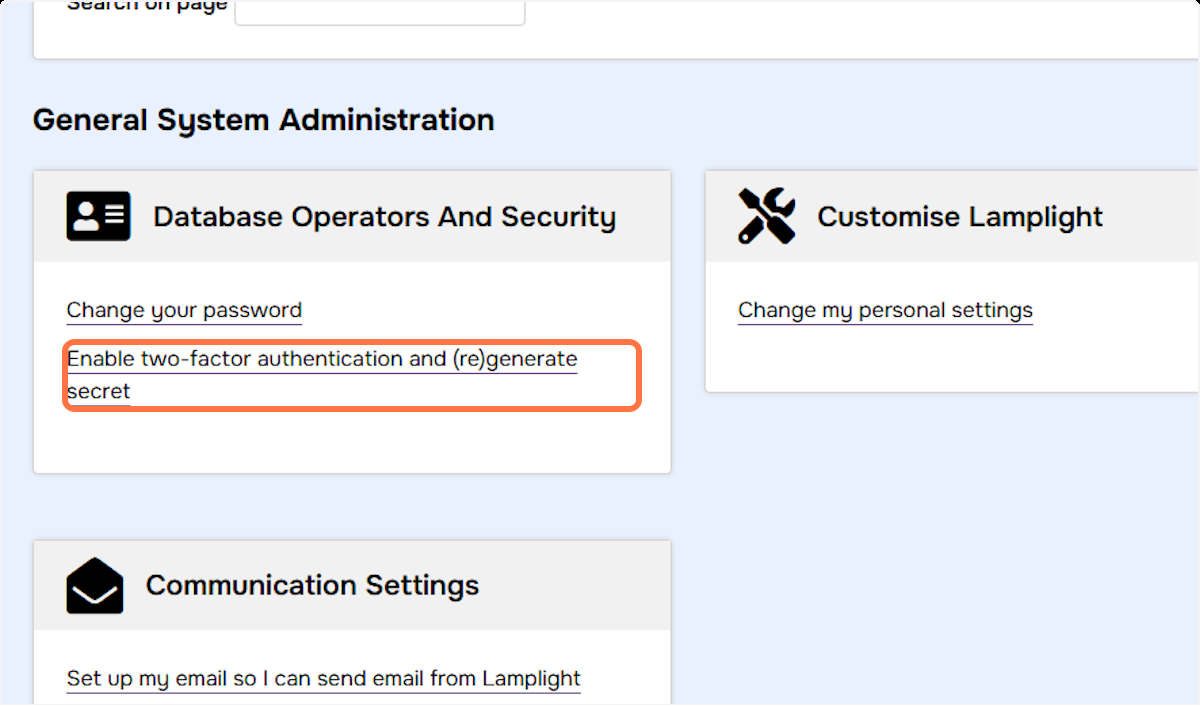 Search on page
General System Administration
Database Operators And Security
Change your password
Enable two-factor authentication and (re)generate
secret
Customise Lamplight
Change my personal settings
Communication Settings
Set up my email so I can send email from Lamplight